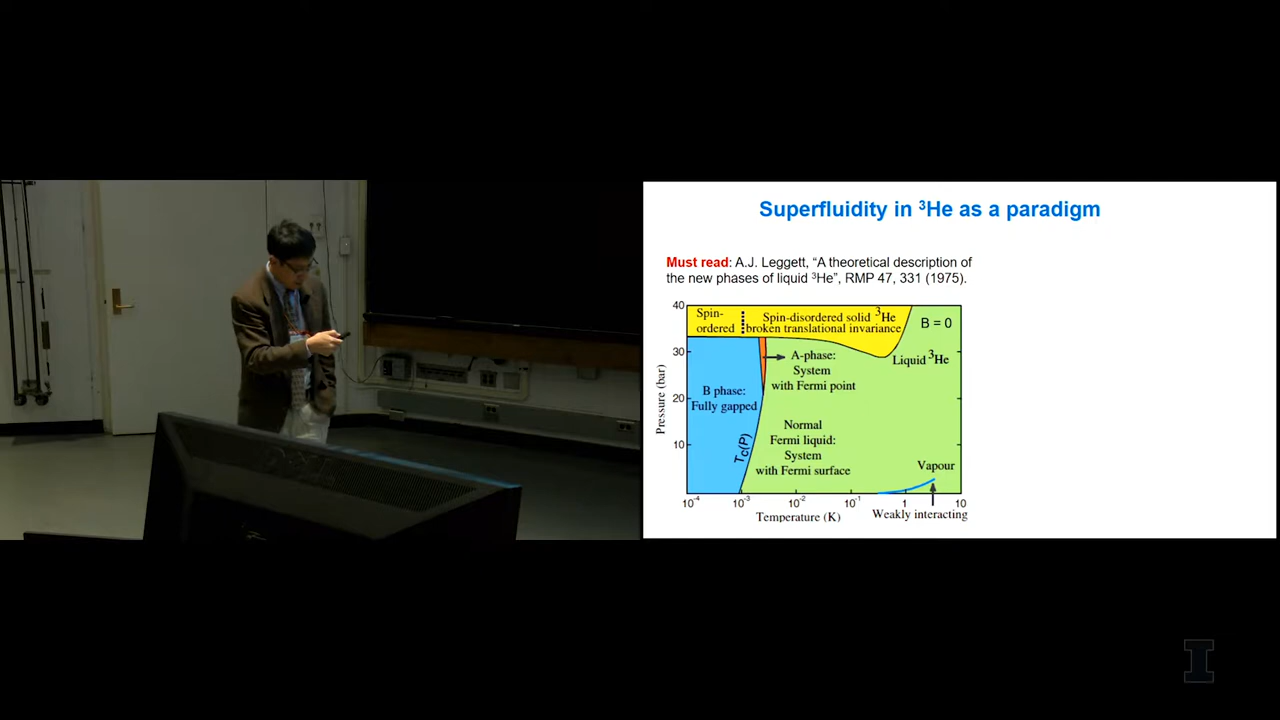 Superfluidity in ³He as a paradigm
Must read: A.J. Leggett, “A theoretical description of
the new phases of liquid ³He”, RMP 47, 331 (1975).
40
30
20
10
Pressure (bar)
Spin-
ordered
Spin-disordered solid ³He
broken translational invariance
B = 0
Liquid ³He
A-phase:
System
with Fermi point
B phase:
Fully gapped
Tc(P)
Normal
Fermi liquid:
System
with Fermi surface
Vapour
10⁻⁴
10⁻³
10⁻²
10⁻¹
1
10
Temperature (K)
Weakly interacting
I